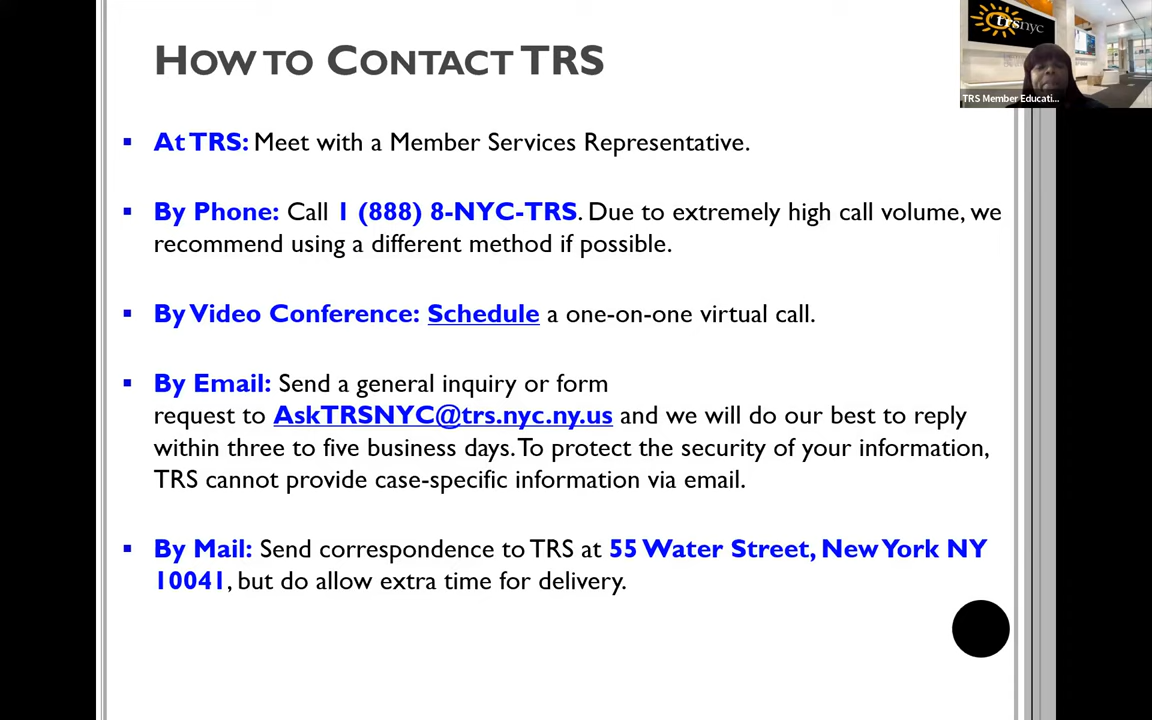 HOW TO CONTACT TRS
trsnyc
TRS Member Educati...
▪ At TRS: Meet with a Member Services Representative.
▪ By Phone: Call 1 (888) 8-NYC-TRS. Due to extremely high call volume, we
recommend using a different method if possible.
▪ By Video Conference: Schedule a one-on-one virtual call.
▪ By Email: Send a general inquiry or form
request to AskTRSNYC@trs.nyc.ny.us and we will do our best to reply
within three to five business days. To protect the security of your information,
TRS cannot provide case-specific information via email.
▪ By Mail: Send correspondence to TRS at 55 Water Street, New York NY
10041, but do allow extra time for delivery.